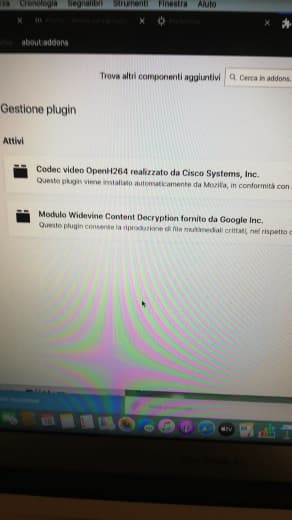 Cronologia Segnalibri Strumenti Finestra Aiuto
about:addons
Trova altri componenti aggiuntivi
Cerca in addons.
Gestione plugin
Attivi
Codec video OpenH264 realizzato da Cisco Systems, Inc.
Questo plugin viene installato automaticamente da Mozilla, in conformità con
Modulo Widevine Content Decryption fornito da Google Inc.
Questo plugin consente la riproduzione di file multimediali crittati, nel rispetto
tv